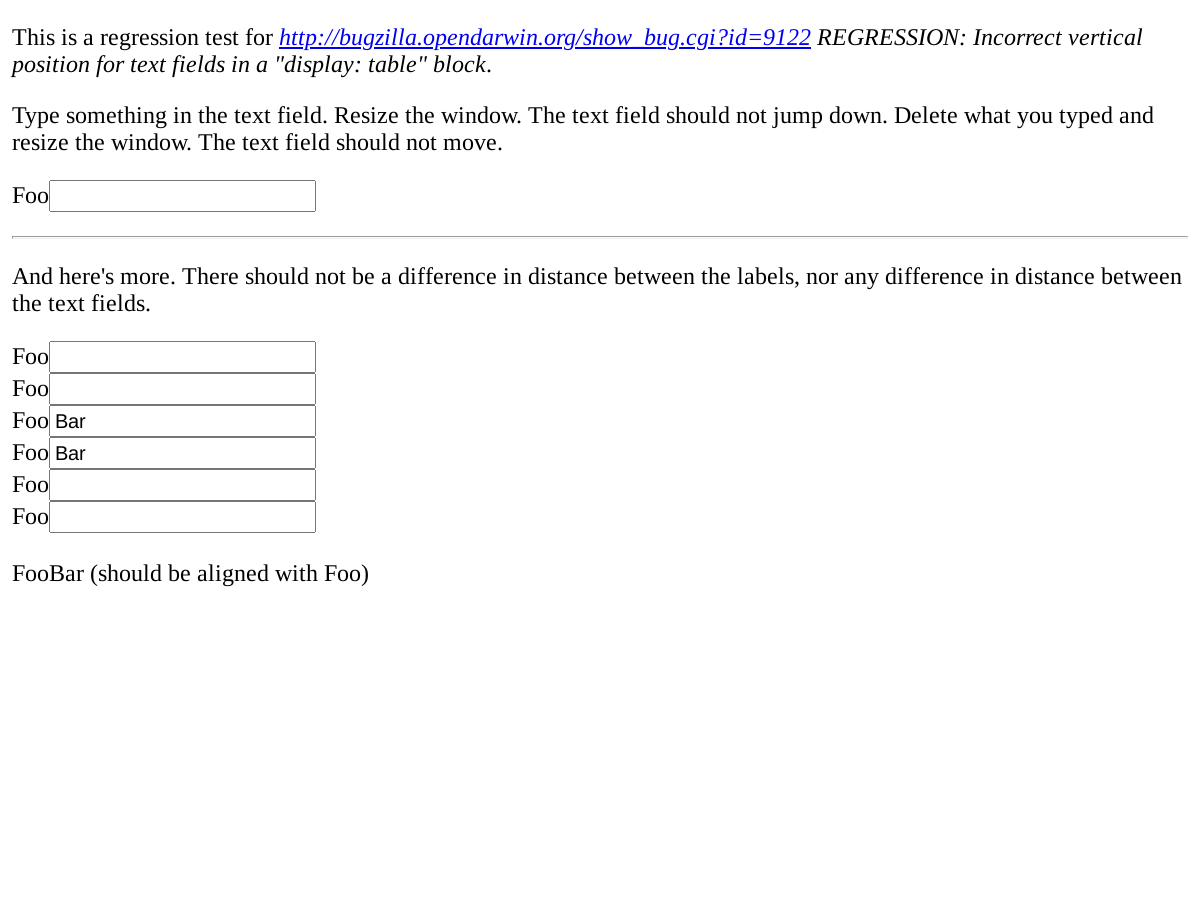 This is a regression test for http://bugzilla.opendarwin.org/show_bug.cgi?id=9122 REGRESSION: Incorrect vertical
position for text fields in a "display: table" block.
Type something in the text field. Resize the window. The text field should not jump down. Delete what you typed and
resize the window. The text field should not move.
Foo
And here's more. There should not be a difference in distance between the labels, nor any difference in distance between
the text fields.
Foo
Foo
Foo Bar
Foo Bar
Foo
Foo
FooBar (should be aligned with Foo)